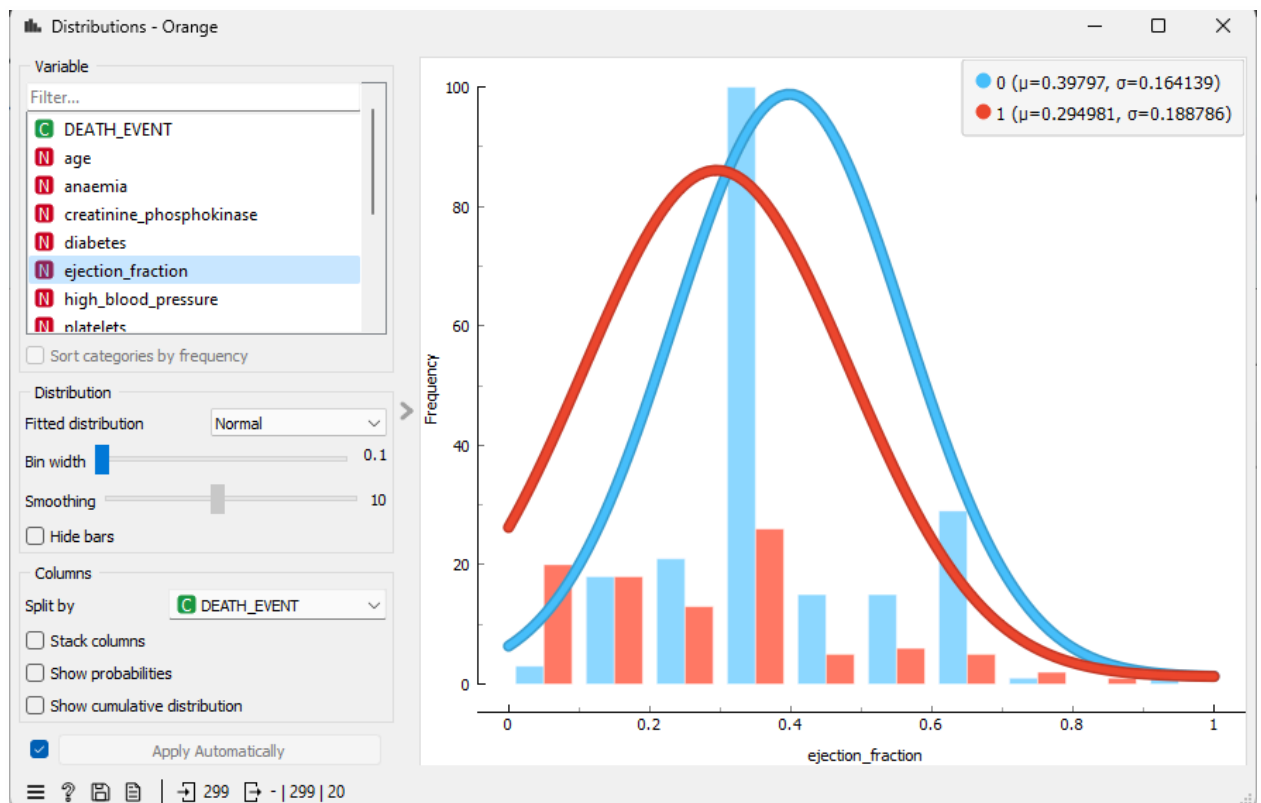 Distributions - Orange
Variable
Filter...
C DEATH_EVENT
N age
N anaemia
N creatinine_phosphokinase
N diabetes
N ejection_fraction
N high_blood_pressure
N platelets
Sort categories by frequency
Distribution
Fitted distribution Normal
Bin width 0.1
Smoothing 10
Hide bars
Columns
Split by C DEATH_EVENT
Stack columns
Show probabilities
Show cumulative distribution
Apply Automatically
299 - | 299 | 20
0 (μ=0.39797, σ=0.164139)
1 (μ=0.294981, σ=0.188786)
100
80
60
40
20
0
Frequency
0 0.2 0.4 0.6 0.8 1
ejection_fraction